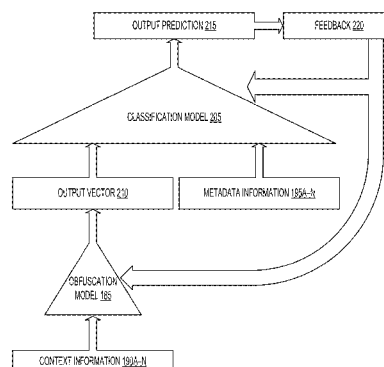 OUTPUT PREDICTION 215
FEEDBACK 220
CLASSIFICATION MODEL 205
OUTPUT VECTOR 210
METADATA INFORMATION 195A-N
OBFUSCATION
MODEL 185
CONTEXT INFORMATION 190A-N